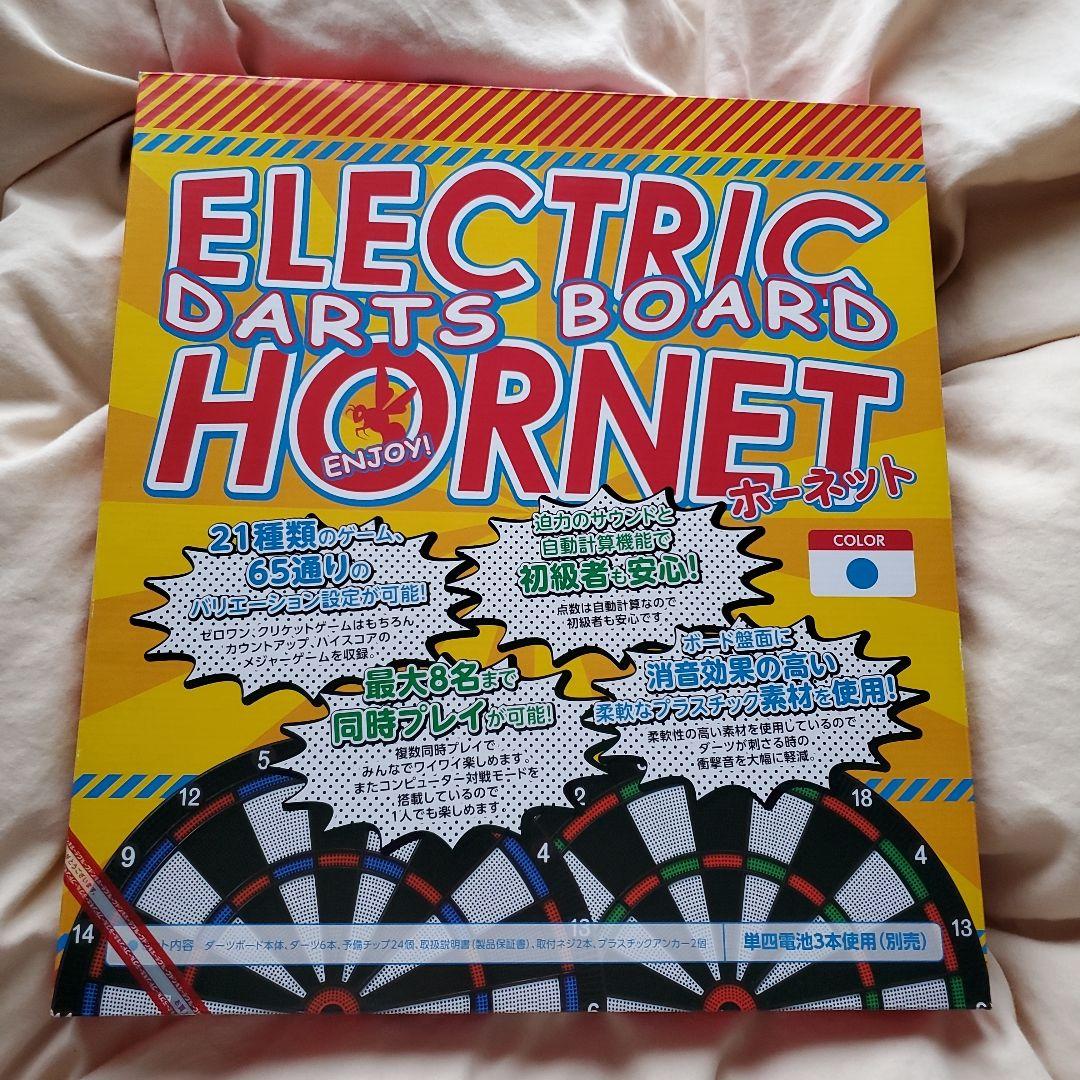 ELECTRIC
DARTS BOARD
HORNET
ENJOY!
ホーネット
21種類のゲーム、
65通りの
バリエーション設定が可能!
ゼロワン、クリケットゲームはもちろん
カウントアップ、ハイスコアの
メジャーゲームを収録。
迫力のサウンドと
自動計算機能で
初級者も安心!
点数は自動計算なので
初級者も安心です
COLOR
最大8名まで
同時プレイが可能!
複数同時プレイで
みんなでワイワイ楽しめます。
またコンピューター対戦モードを
搭載しているので
1人でも楽しめます。
ボード盤面に
消音効果の高い
柔軟なプラスチック素材を使用!
柔軟性の高い素材を使用しているので
ダーツが刺さる時の
衝撃音を大幅に軽減。
5
12
9
14
4
18
4
13
ト内容 ダーツボード本体、ダーツ6本、予備チップ24個、取扱説明書(製品保証書)、取付ネジ2本、プラスチックアンカー2個
単四電池3本使用(別売)